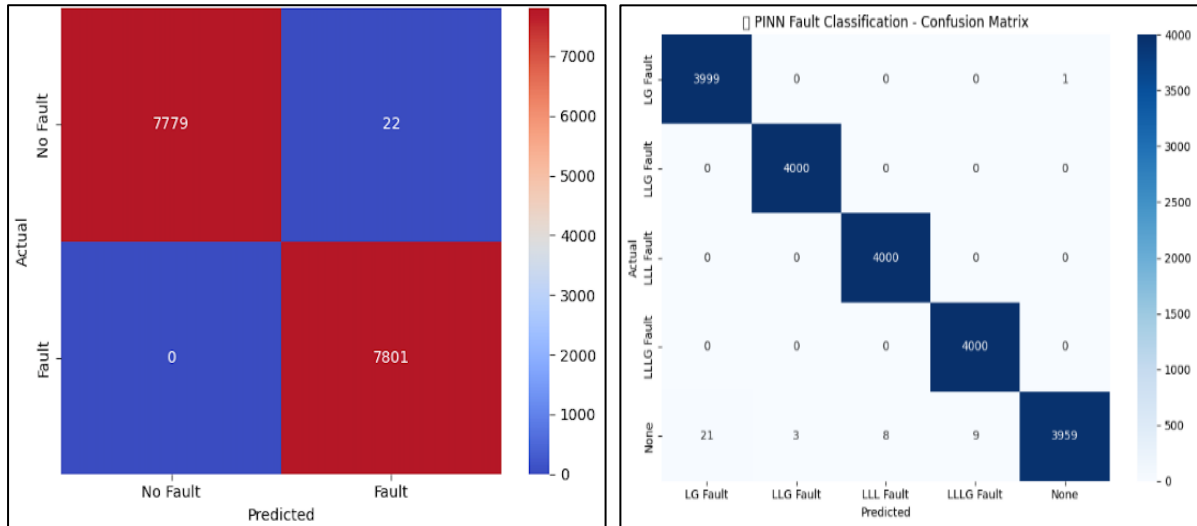 No Fault
Fault
Actual
7779
22
0
7801
No Fault
Fault
Predicted
7000
6000
5000
4000
3000
2000
1000
0
PINN Fault Classification - Confusion Matrix
LG Fault
LLG Fault
LLL Fault
LLLG Fault
None
Actual
3999 0 0 0 1
0 4000 0 0 0
0 0 4000 0 0
0 0 0 4000 0
21 3 8 9 3959
LG Fault LLG Fault LLL Fault LLLG Fault None
Predicted
4000
3500
3000
2500
2000
1500
1000
500
0